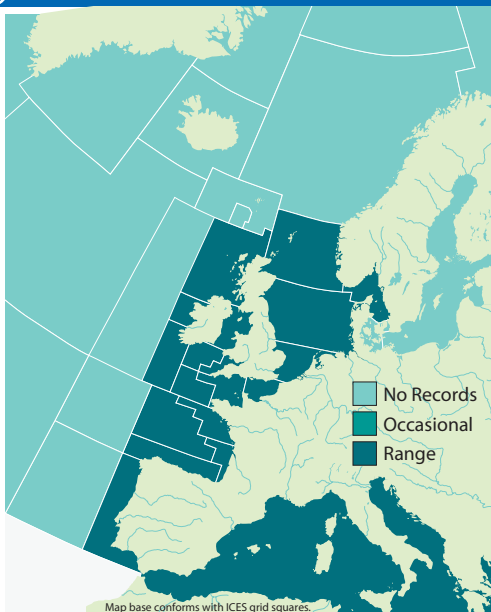 No Records
Occasional
Range
Map base conforms with ICES grid squares.